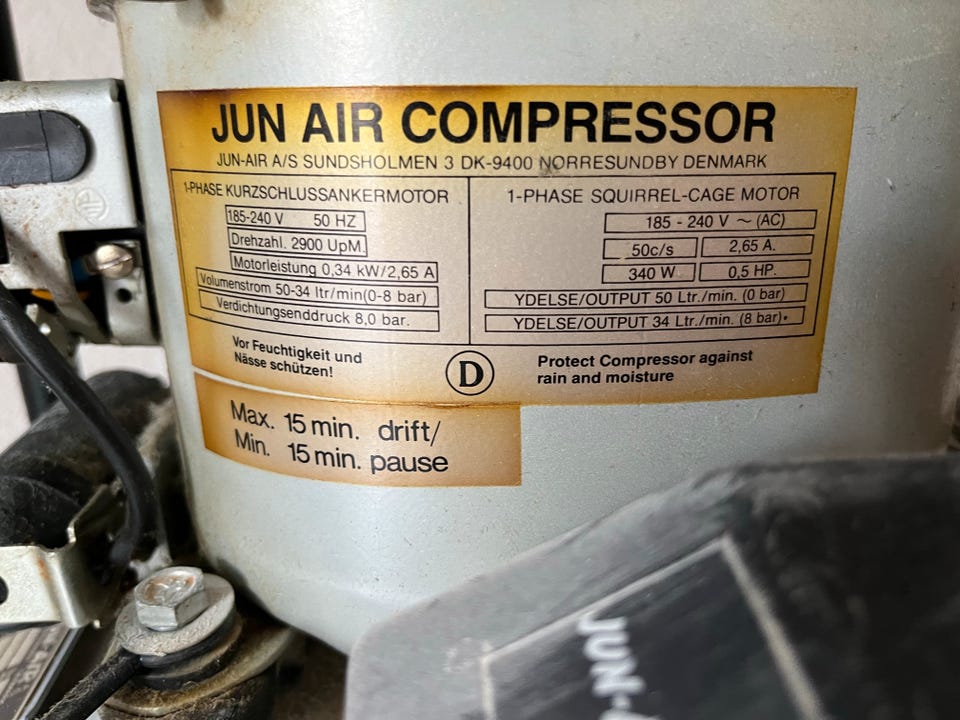 JUN AIR COMPRESSOR
JUN-AIR A/S SUNDSHOLMEN 3 DK-9400 NØRRESUNDBY DENMARK
1-PHASE KURZSCHLUSSANKERMOTOR
185-240 V 50 HZ
Drehzahl. 2900 UpM.
Motorleistung 0,34 kW/2,65 A
Volumenstrom 50-34 ltr/min(0-8 bar)
Verdichtungsenddruck 8,0 bar.
Vor Feuchtigkeit und
Nässe schützen!
1-PHASE SQUIRREL-CAGE MOTOR
185 - 240 V ~ (AC)
50c/s 2,65 A.
340 W 0,5 HP.
YDELSE/OUTPUT 50 Ltr./min. (0 bar)
YDELSE/OUTPUT 34 Ltr./min. (8 bar)•
D
Protect Compressor against
rain and moisture
Max. 15 min. drift/
Min. 15 min. pause
JUN-